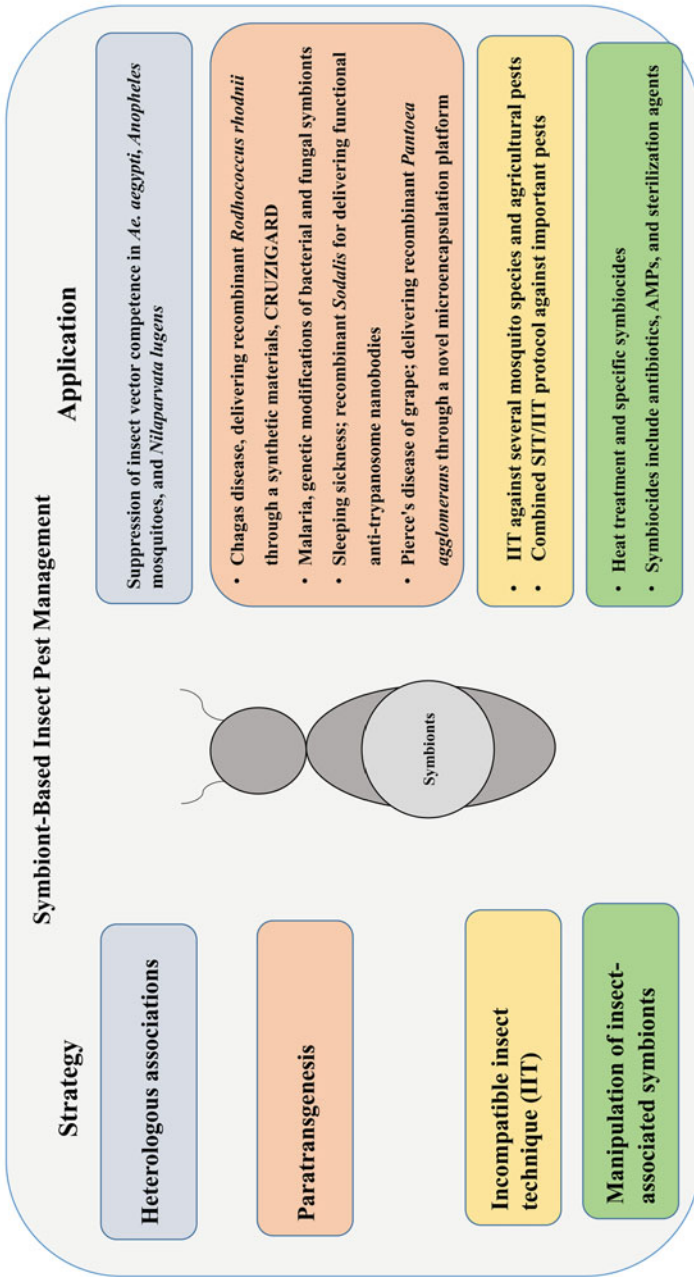 Symbiont-Based Insect Pest Management
Strategy
Application
Heterologous associations
Suppression of insect vector competence in Ae. aegypti, Anopheles
mosquitoes, and Nilaparvata lugens
Paratransgenesis
• Chagas disease, delivering recombinant Rodhococcus rhodnii
through a synthetic materials, CRUZIGARD
• Malaria, genetic modifications of bacterial and fungal symbionts
• Sleeping sickness; recombinant Sodalis for delivering functional
anti-trypanosome nanobodies
• Pierce's disease of grape; delivering recombinant Pantoea
agglomerans through a novel microencapsulation platform
Symbionts
Incompatible insect
technique (IIT)
• IIT against several mosquito species and agricultural pests
• Combined SIT/IIT protocol against important pests
Manipulation of insect-
associated symbionts
• Heat treatment and specific symbiocides
• Symbiocides include antibiotics, AMPs, and sterilization agents